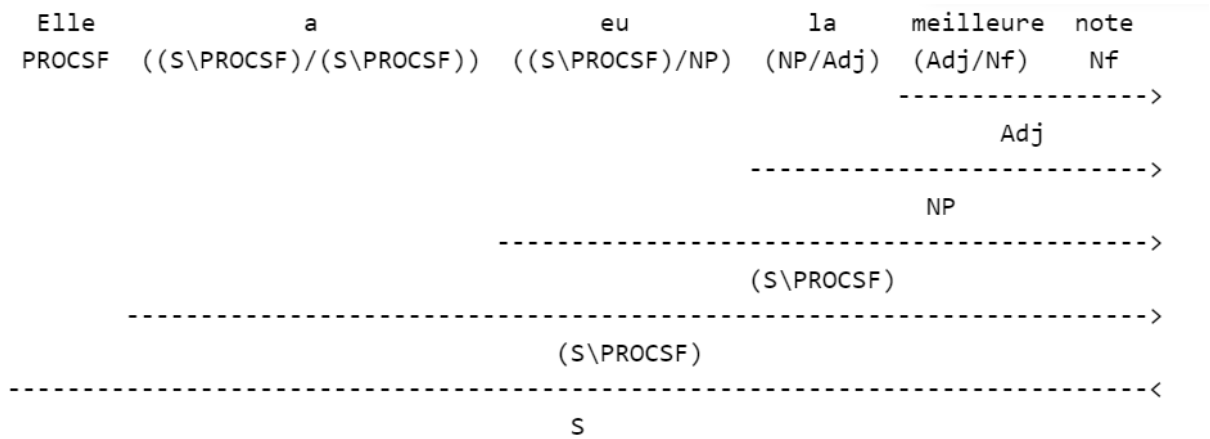 Elle a eu la meilleure note
PROCSF ((S\PROCSF)/(S\PROCSF)) ((S\PROCSF)/NP) (NP/Adj) (Adj/Nf) Nf
----------------->
Adj
--------------------------->
NP
-------------------------------------------->
(S\PROCSF)
---------------------------------------------------------------------->
(S\PROCSF)
------------------------------------------------------------------------------<
S